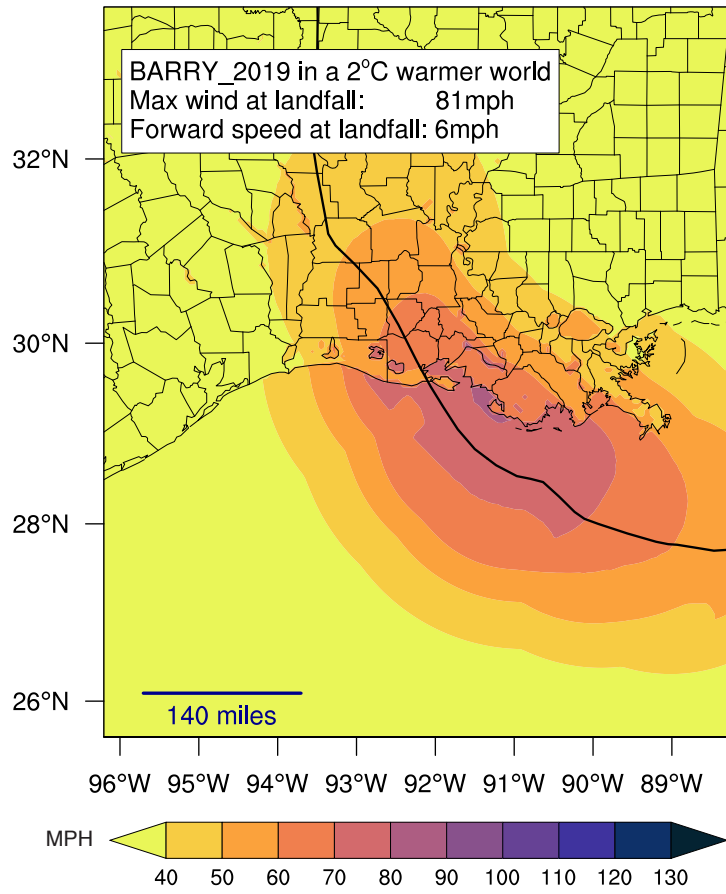 BARRY_2019 in a 2°C warmer world
Max wind at landfall: 81mph
Forward speed at landfall: 6mph
32°N
30°N
28°N
26°N
140 miles
96°W 95°W 94°W 93°W 92°W 91°W 90°W 89°W
MPH
40 50 60 70 80 90 100 110 120 130